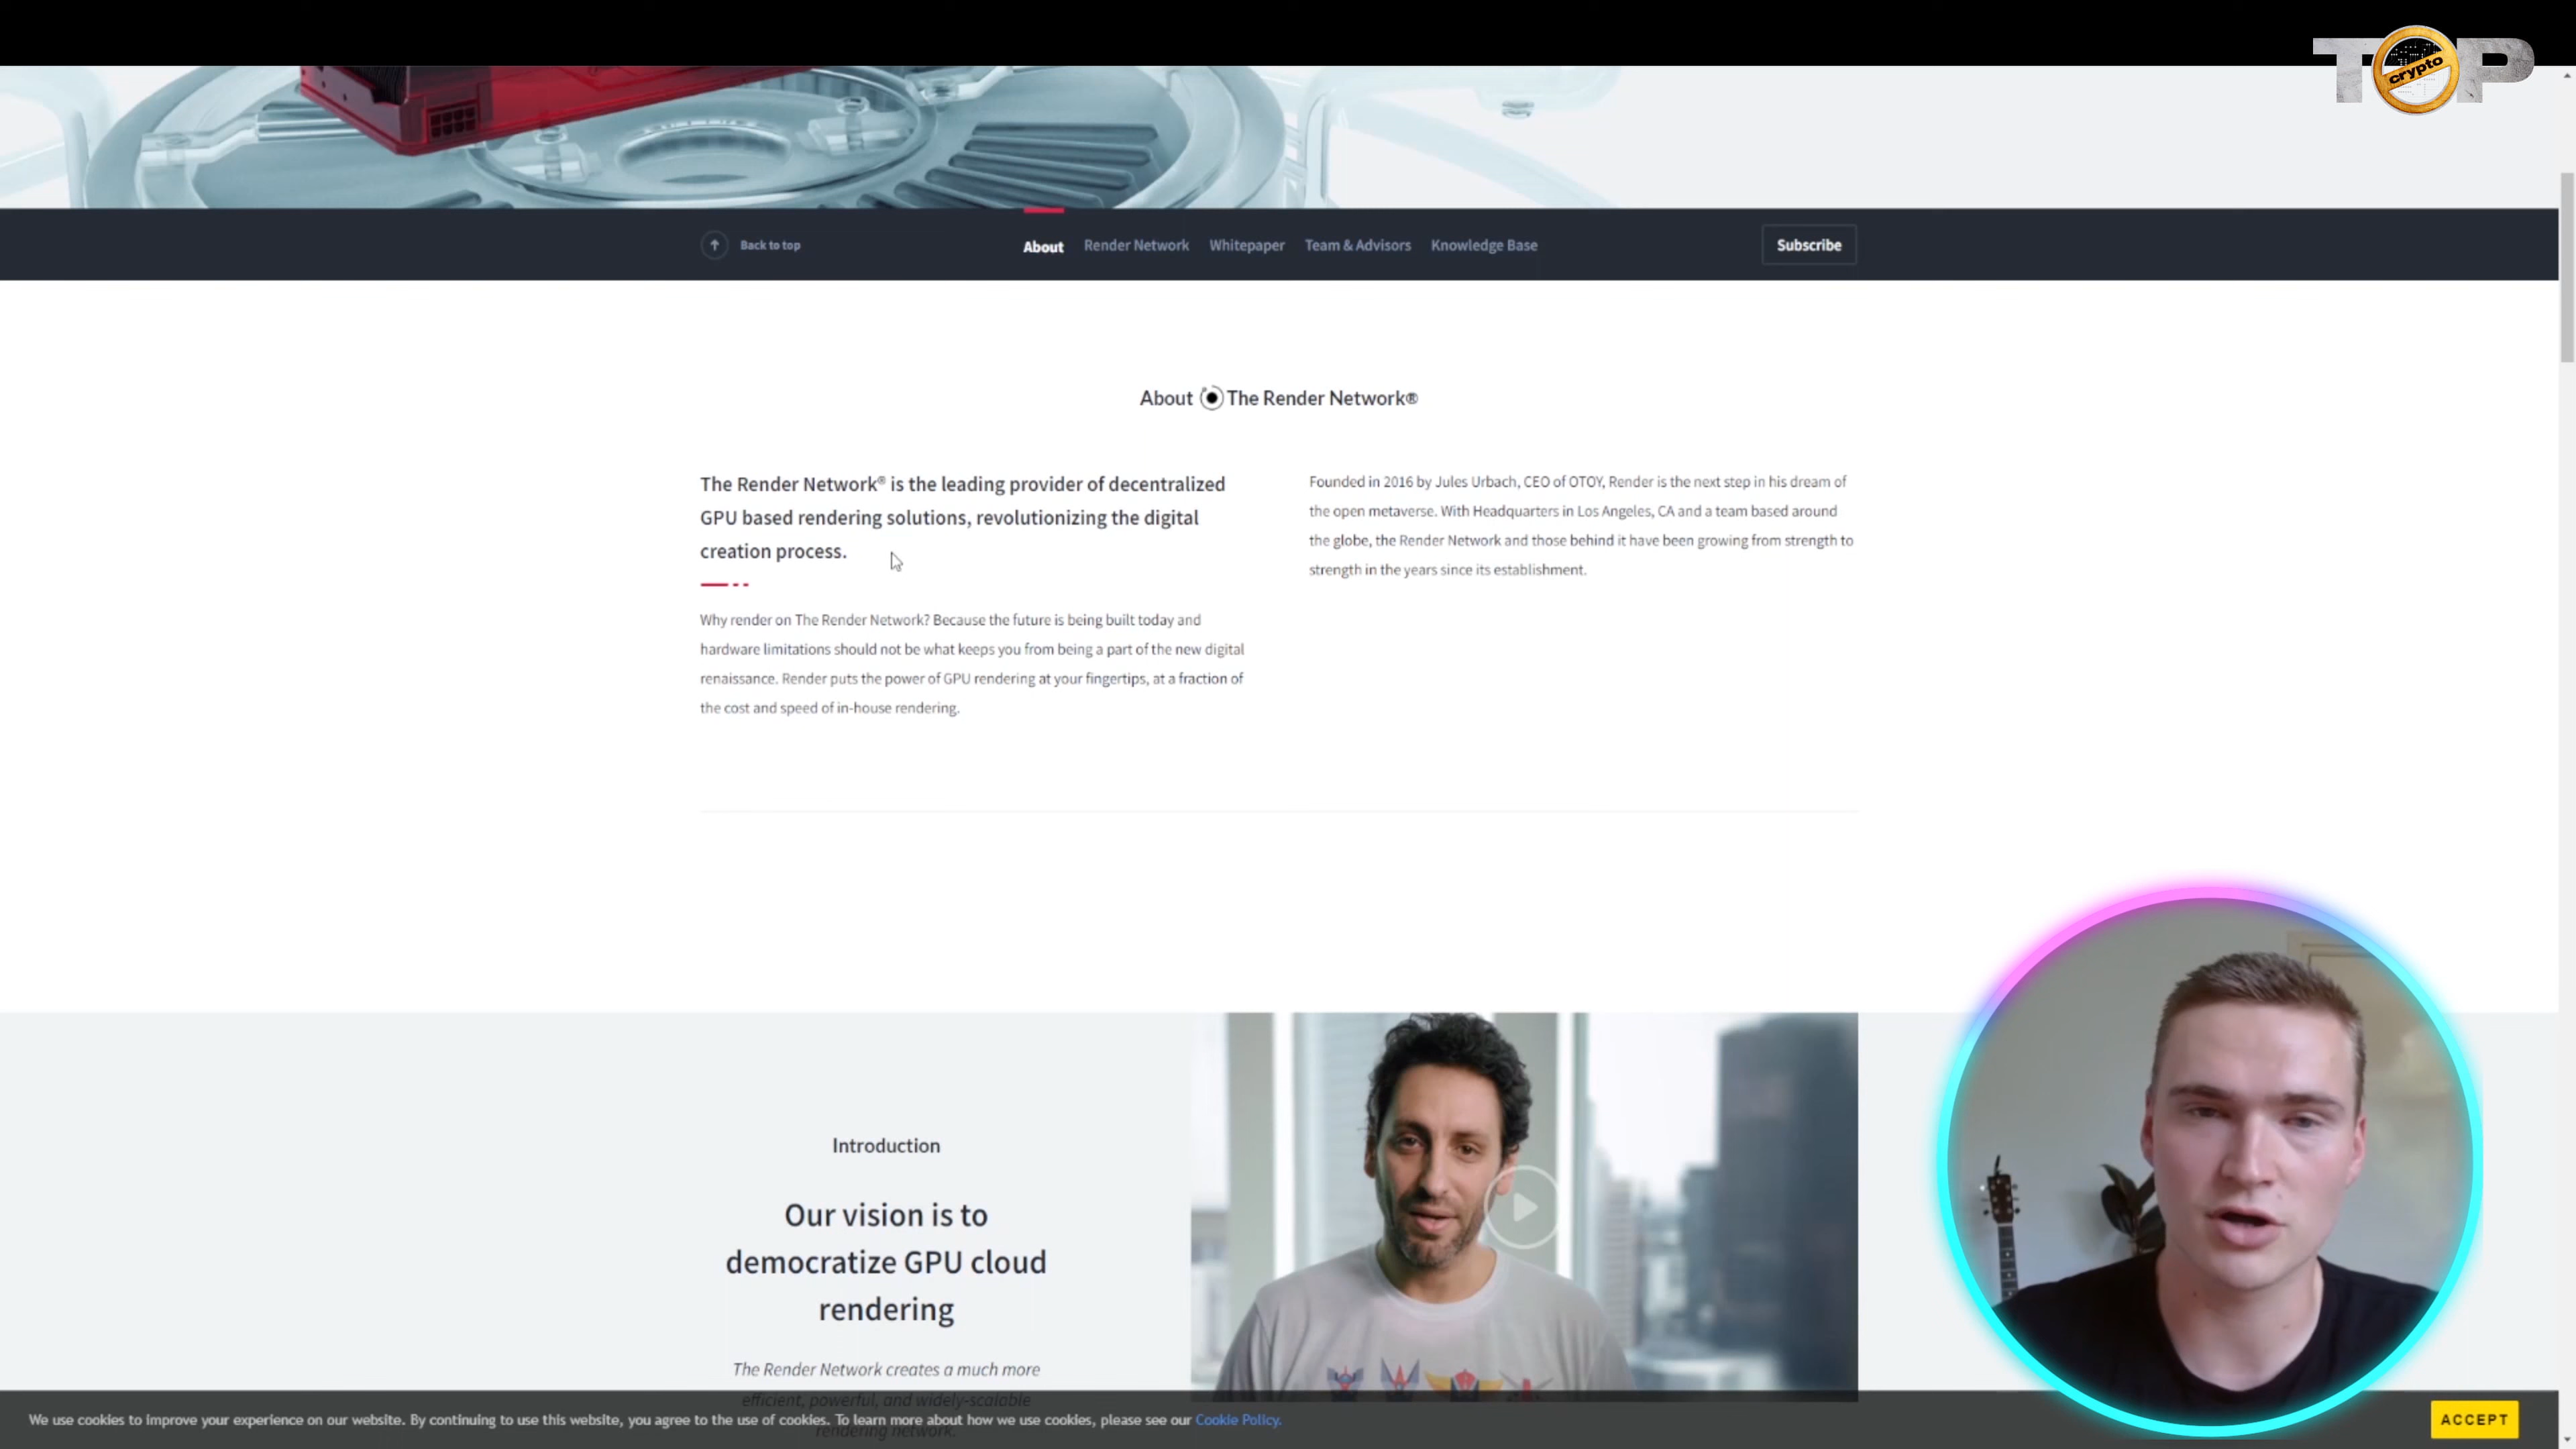 TOP
crypto
Back to top
About
Render Network
Whitepaper
Team & Advisors
Knowledge Base
Subscribe
About The Render Network®
The Render Network® is the leading provider of decentralized
GPU based rendering solutions, revolutionizing the digital
creation process.
Why render on The Render Network? Because the future is being built today and
hardware limitations should not be what keeps you from being a part of the new digital
renaissance. Render puts the power of GPU rendering at your fingertips, at a fraction of
the cost and speed of in-house rendering.
Founded in 2016 by Jules Urbach, CEO of OTOY, Render is the next step in his dream of
the open metaverse. With Headquarters in Los Angeles, CA and a team based around
the globe, the Render Network and those behind it have been growing from strength to
strength in the years since its establishment.
Introduction
Our vision is to
democratize GPU cloud
rendering
The Render Network creates a much more
efficient, powerful, and widely-scalable
rendering network.
We use cookies to improve your experience on our website. By continuing to use this website, you agree to the use of cookies. To learn more about how we use cookies, please see our Cookie Policy.
ACCEPT